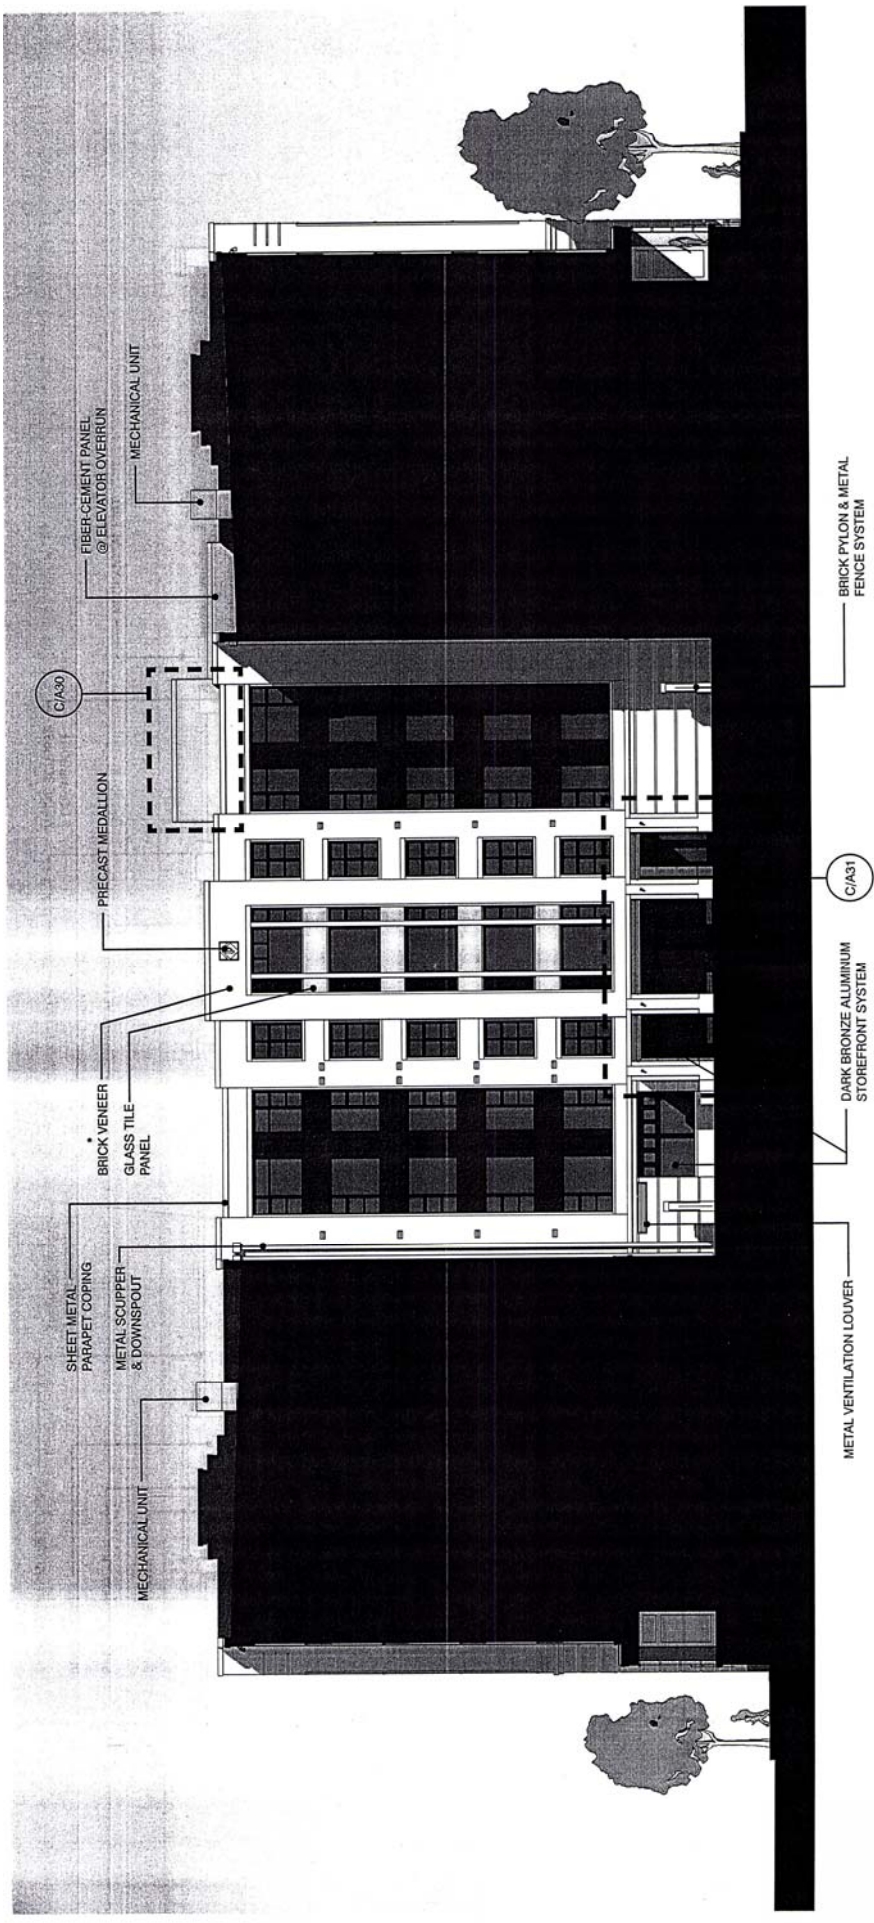 MECHANICAL UNIT
SHEET METAL
PARAPET COPING
METAL SCUPPER
& DOWNSPOUT
*
BRICK VENEER
GLASS TILE
PANEL
PRECAST MEDALLION
C/A30
FIBER-CEMENT PANEL
@ ELEVATOR OVERRUN
MECHANICAL UNIT
METAL VENTILATION LOUVER
DARK BRONZE ALUMINUM
STOREFRONT SYSTEM
C/A31
BRICK PYLON & METAL
FENCE SYSTEM